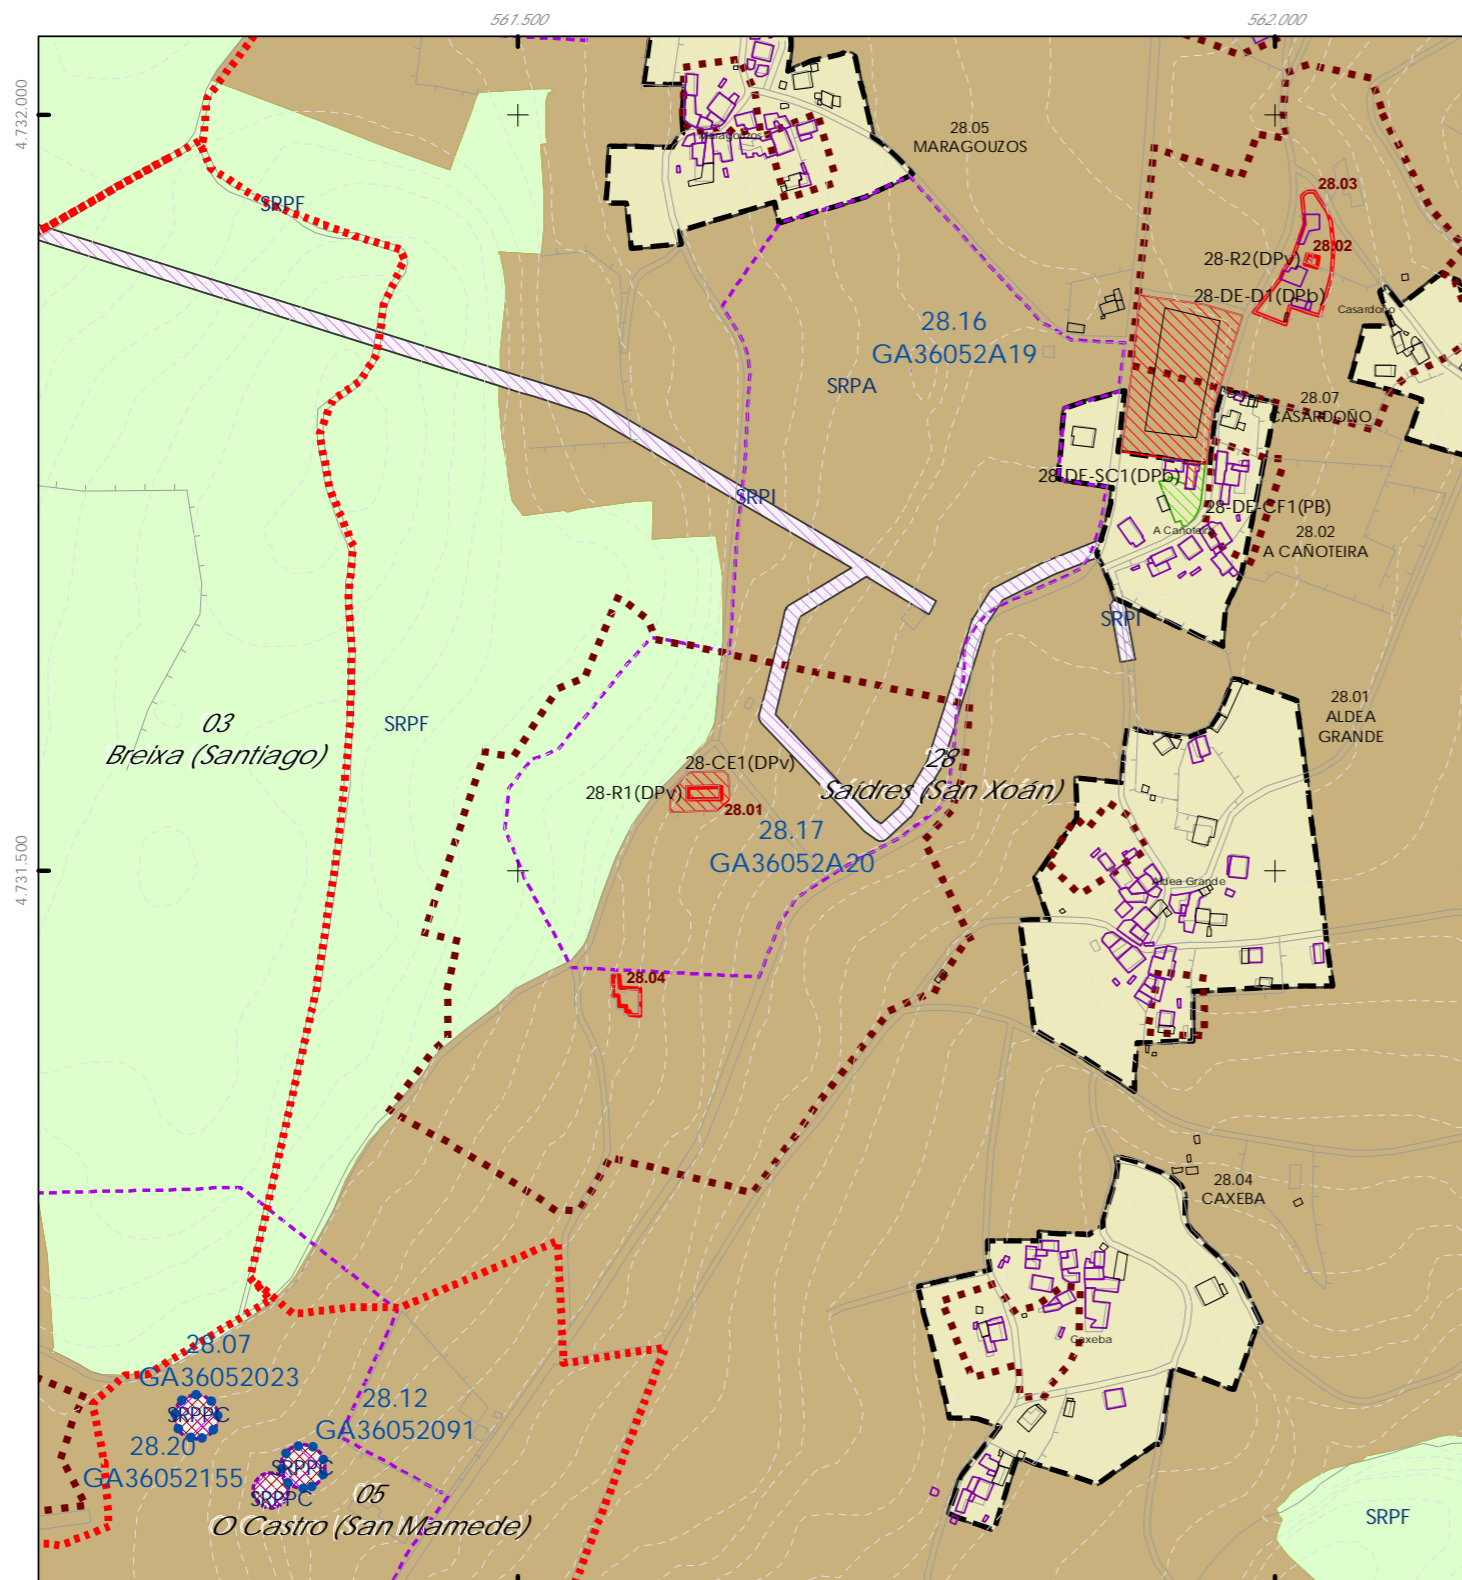 561.500
562.000
4.732.000
28.05
MARAGOUZOS
Maragouzos
28.03
SRPF
28.02
28-R2(DPv)
28-DE-D1(DPb)
Casardoño
28.16
GA36052A19
SRPA
28.07
CASARDOÑO
28-DE-SC1(DPb)
SRPI
28-DE-CF1(PB)
A Cañoteira
28.02
A CAÑOTEIRA
SRPI
03
Breixa (Santiago)
SRPF
28.01
ALDEA
GRANDE
28
Saídres (San Xoán)
28-CE1(DPv)
28-R1(DPv)
28.01
28.17
GA36052A20
4.731.500
Aldea Grande
28.04
28.04
CAXEBA
Caxeba
28.07
GA36052023
SRPPC
28.12
GA36052091
28.20
GA36052155
SRPPC
SRPPC
05
O Castro (San Mamede)
SRPF